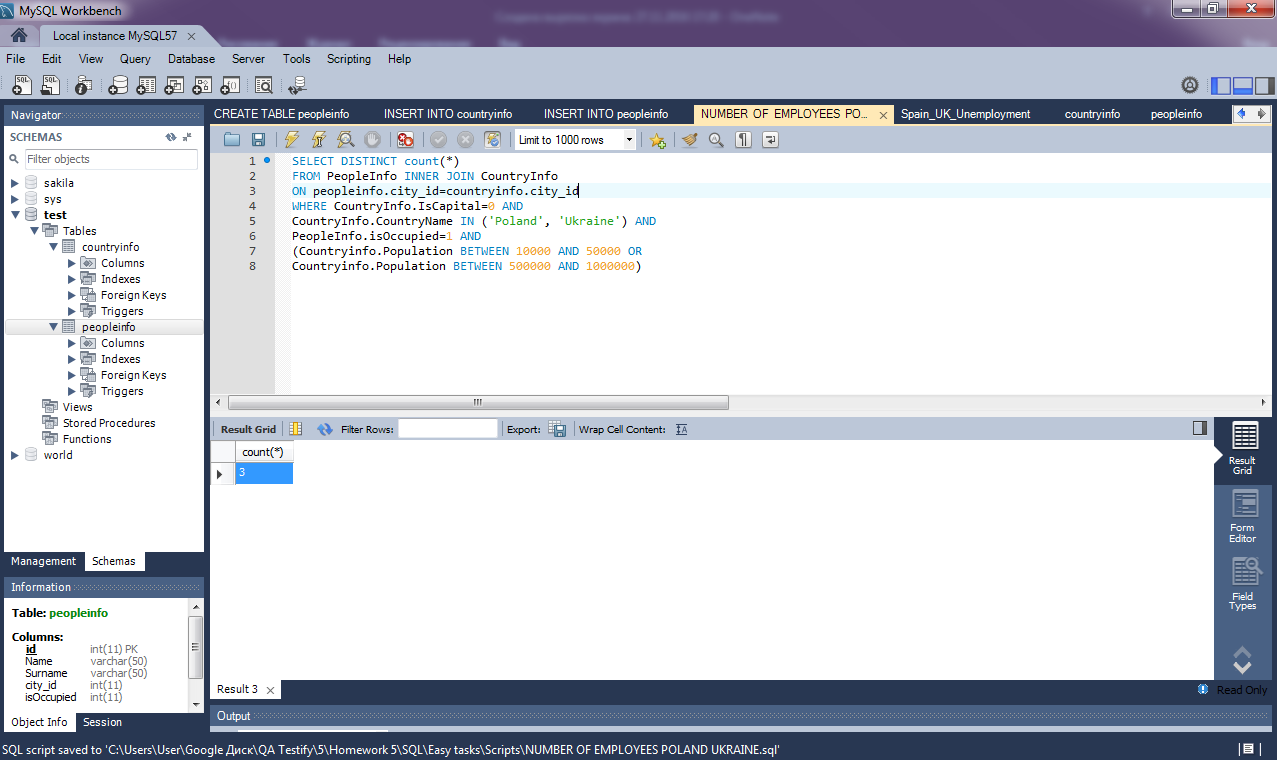 MySQL Workbench
Local instance MySQL57
File Edit View Query Database Server Tools Scripting Help
Navigator
SCHEMAS
Filter objects
sakila
sys
test
Tables
countryinfo
Columns
Indexes
Foreign Keys
Triggers
peopleinfo
Columns
Indexes
Foreign Keys
Triggers
Views
Stored Procedures
Functions
world
Management Schemas
Information
Table: peopleinfo
Columns:
id int(11) PK
Name varchar(50)
Surname varchar(50)
city_id int(11)
isOccupied int(11)
Object Info Session
CREATE TABLE peopleinfo INSERT INTO countryinfo INSERT INTO peopleinfo NUMBER OF EMPLOYEES PO... Spain_UK_Unemployment countryinfo peopleinfo
Limit to 1000 rows
1 SELECT DISTINCT count(*)
2 FROM PeopleInfo INNER JOIN CountryInfo
3 ON peopleinfo.city_id=countryinfo.city_id
4 WHERE CountryInfo.IsCapital=0 AND
5 CountryInfo.CountryName IN ('Poland', 'Ukraine') AND
6 PeopleInfo.isOccupied=1 AND
7 (CountryInfo.Population BETWEEN 10000 AND 50000 OR
8 Countryinfo.Population BETWEEN 500000 AND 1000000)
Result Grid Filter Rows: Export: Wrap Cell Content:
count(*)
3
Result
Grid
Form
Editor
Field
Types
Result 3
Read Only
Output
SQL script saved to 'C:\Users\User\Google Диск\QA Testify\5\Homework 5\SQL\Easy tasks\Scripts\NUMBER OF EMPLOYEES POLAND UKRAINE.sql'